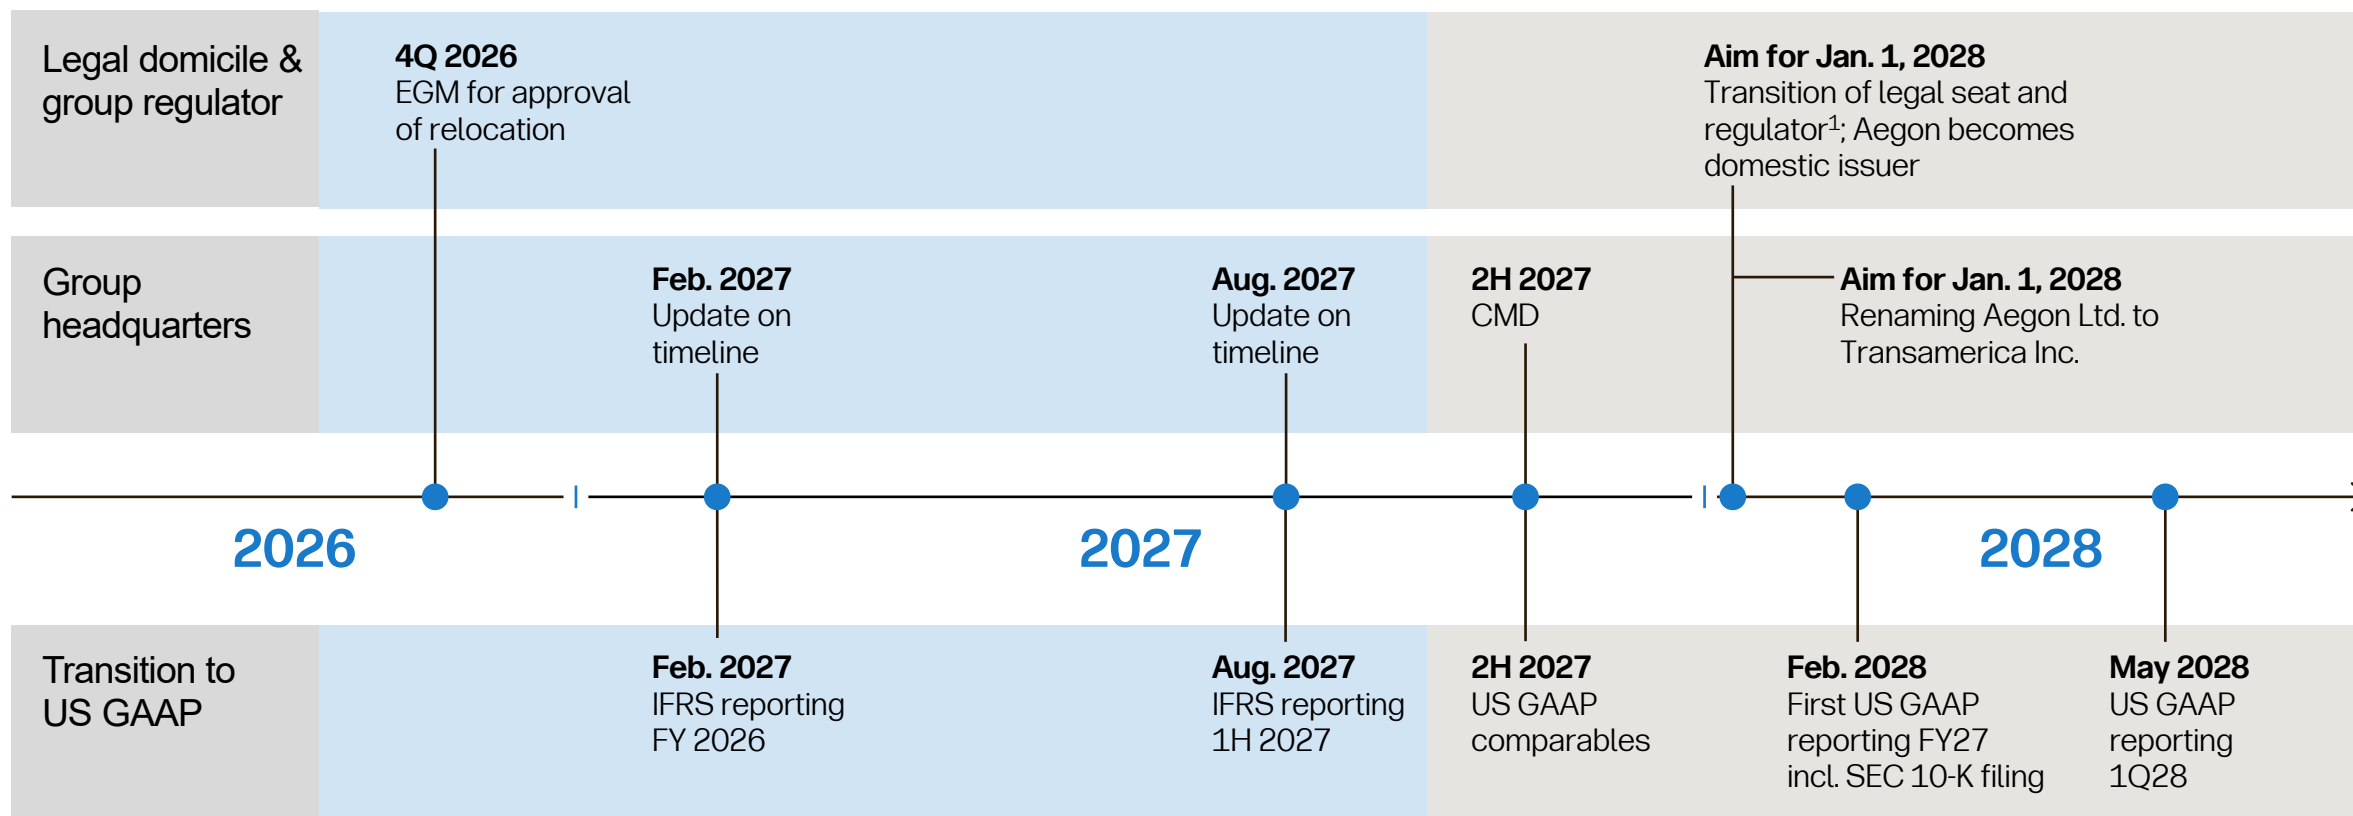 Legal domicile &
group regulator
4Q 2026
EGM for approval
of relocation
Aim for Jan. 1, 2028
Transition of legal seat and
regulator¹; Aegon becomes
domestic issuer
Group
headquarters
Feb. 2027
Update on
timeline
Aug. 2027
Update on
timeline
2H 2027
CMD
Aim for Jan. 1, 2028
Renaming Aegon Ltd. to
Transamerica Inc.
2026
2027
2028
Transition to
US GAAP
Feb. 2027
IFRS reporting
FY 2026
Aug. 2027
IFRS reporting
1H 2027
2H 2027
US GAAP
comparables
Feb. 2028
First US GAAP
reporting FY27
incl. SEC 10-K filing
May 2028
US GAAP
reporting
1Q28